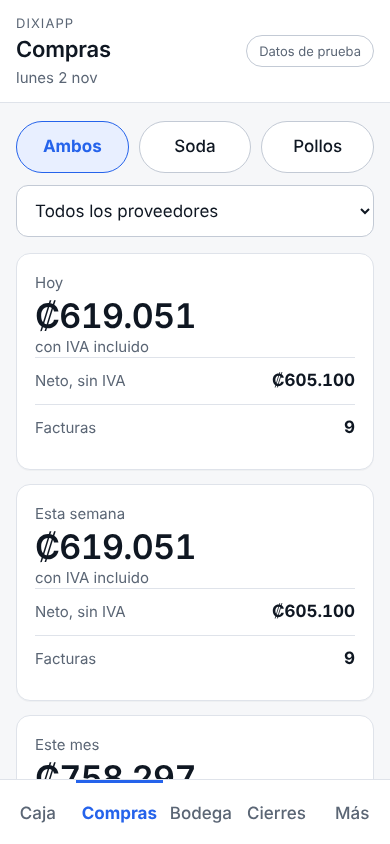 DIXIAPP
Compras
Datos de prueba
lunes 2 nov
Ambos
Soda
Pollos
Todos los proveedores
Hoy
₡619.051
con IVA incluido
Neto, sin IVA ₡605.100
Facturas 9
Esta semana
₡619.051
con IVA incluido
Neto, sin IVA ₡605.100
Facturas 9
Este mes
₡758.297
Caja
Compras
Bodega
Cierres
Más